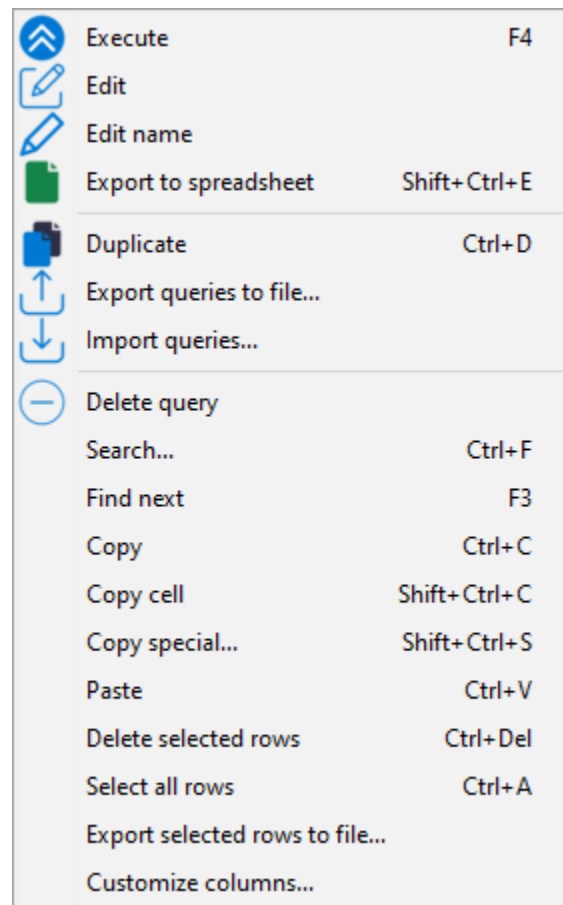 Execute F4
Edit
Edit name
Export to spreadsheet Shift+Ctrl+E
Duplicate Ctrl+D
Export queries to file...
Import queries...
Delete query
Search... Ctrl+F
Find next F3
Copy Ctrl+C
Copy cell Shift+Ctrl+C
Copy special... Shift+Ctrl+S
Paste Ctrl+V
Delete selected rows Ctrl+Del
Select all rows Ctrl+A
Export selected rows to file...
Customize columns...